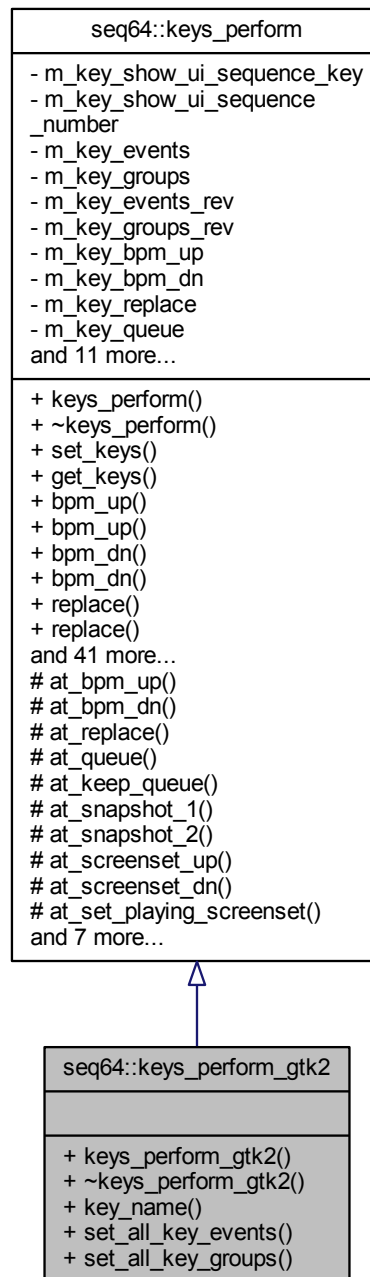 seq64::keys_perform
- m_key_show_ui_sequence_key
- m_key_show_ui_sequence
_number
- m_key_events
- m_key_groups
- m_key_events_rev
- m_key_groups_rev
- m_key_bpm_up
- m_key_bpm_dn
- m_key_replace
- m_key_queue
and 11 more...
+ keys_perform()
+ ~keys_perform()
+ set_keys()
+ get_keys()
+ bpm_up()
+ bpm_up()
+ bpm_dn()
+ bpm_dn()
+ replace()
+ replace()
and 41 more...
# at_bpm_up()
# at_bpm_dn()
# at_replace()
# at_queue()
# at_keep_queue()
# at_snapshot_1()
# at_snapshot_2()
# at_screenset_up()
# at_screenset_dn()
# at_set_playing_screenset()
and 7 more...
seq64::keys_perform_gtk2
+ keys_perform_gtk2()
+ ~keys_perform_gtk2()
+ key_name()
+ set_all_key_events()
+ set_all_key_groups()